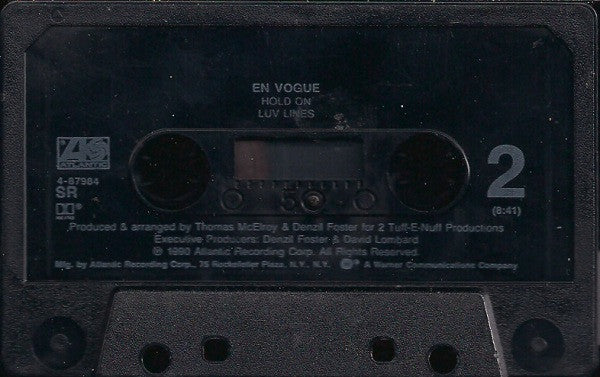 EN VOGUE
HOLD ON
LUV LINES
ATLANTIC
4-87984
SR
2
(8:41)
50
Produced & arranged by Thomas McElroy & Denzil Foster for 2 Tuff-E-Nuff Productions
Executive Producers: Denzil Foster & David Lombard
℗ 1990 Atlantic Recording Corp. All Rights Reserved.
Mfg. by Atlantic Recording Corp., 75 Rockefeller Plaza, N.Y., N.Y. A Warner Communications Company